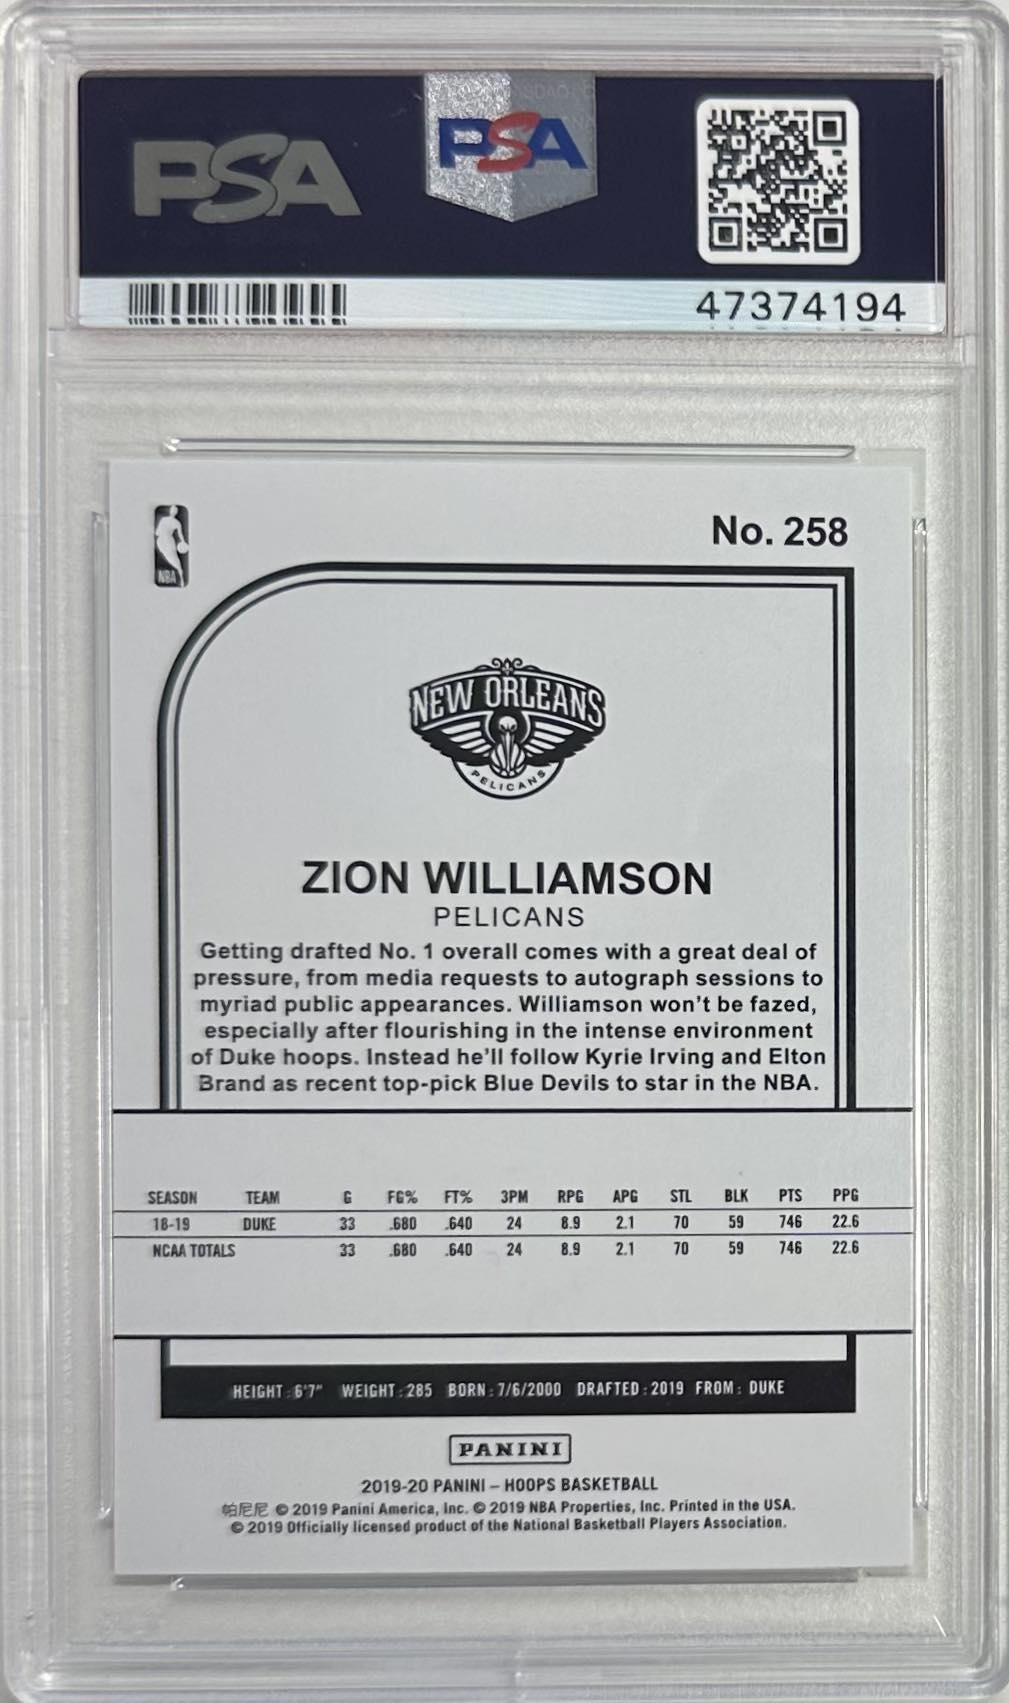 PSA
PSA
47374194
NBA
No. 258
NEW ORLEANS
PELICANS
ZION WILLIAMSON
PELICANS
Getting drafted No. 1 overall comes with a great deal of
pressure, from media requests to autograph sessions to
myriad public appearances. Williamson won't be fazed,
especially after flourishing in the intense environment
of Duke hoops. Instead he'll follow Kyrie Irving and Elton
Brand as recent top-pick Blue Devils to star in the NBA.
SEASON TEAM G FG% FT% 3PM RPG APG STL BLK PTS PPG
18-19 DUKE 33 .680 .640 24 8.9 2.1 70 59 746 22.6
NCAA TOTALS 33 .680 .640 24 8.9 2.1 70 59 746 22.6
HEIGHT: 6'7" WEIGHT: 285 BORN: 7/6/2000 DRAFTED: 2019 FROM: DUKE
PANINI
2019-20 PANINI – HOOPS BASKETBALL
帕尼尼 © 2019 Panini America, Inc. © 2019 NBA Properties, Inc. Printed in the USA.
© 2019 Officially licensed product of the National Basketball Players Association.